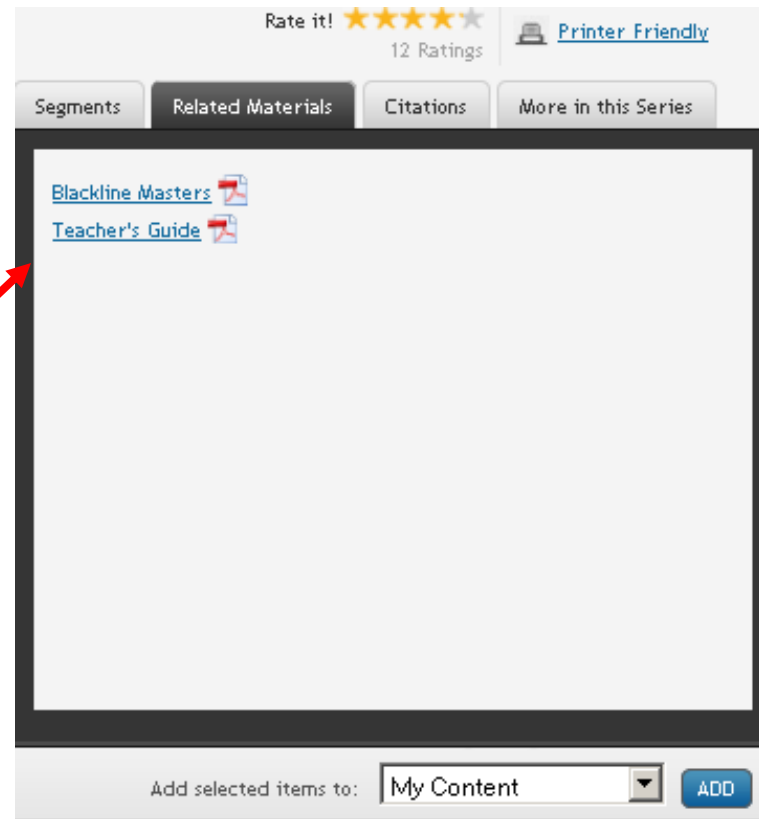 Rate it!
12 Ratings
Printer Friendly
Segments
Related Materials
Citations
More in this Series
Blackline Masters
Teacher's Guide
Add selected items to:
My Content
ADD